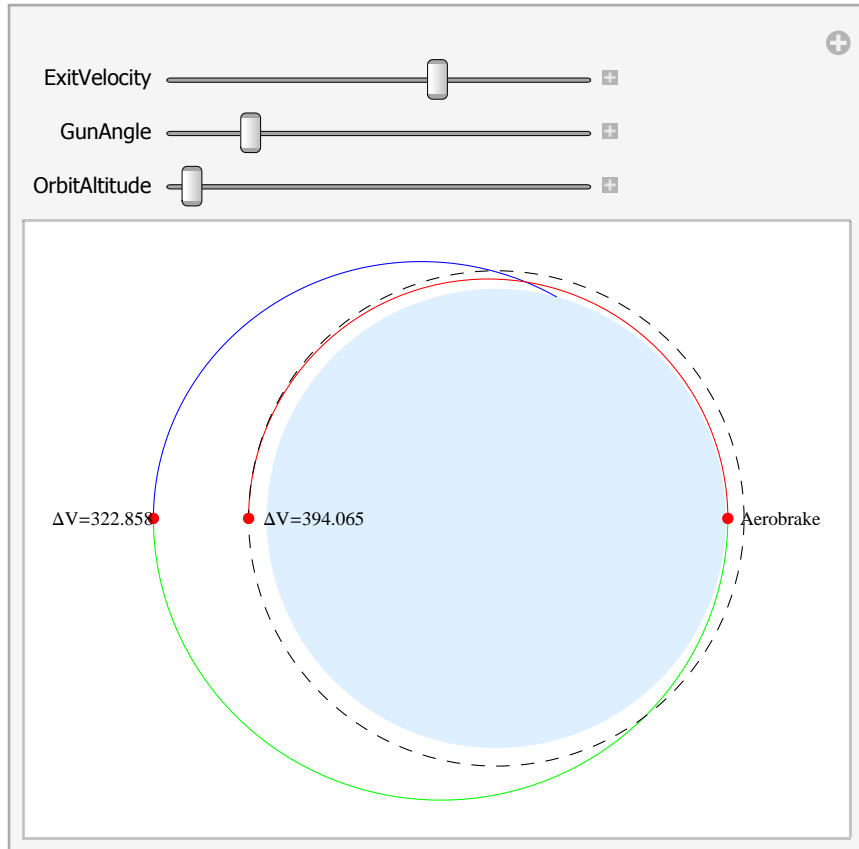 ExitVelocity
GunAngle
OrbitAltitude
ΔV=322.858
ΔV=394.065
Aerobrake